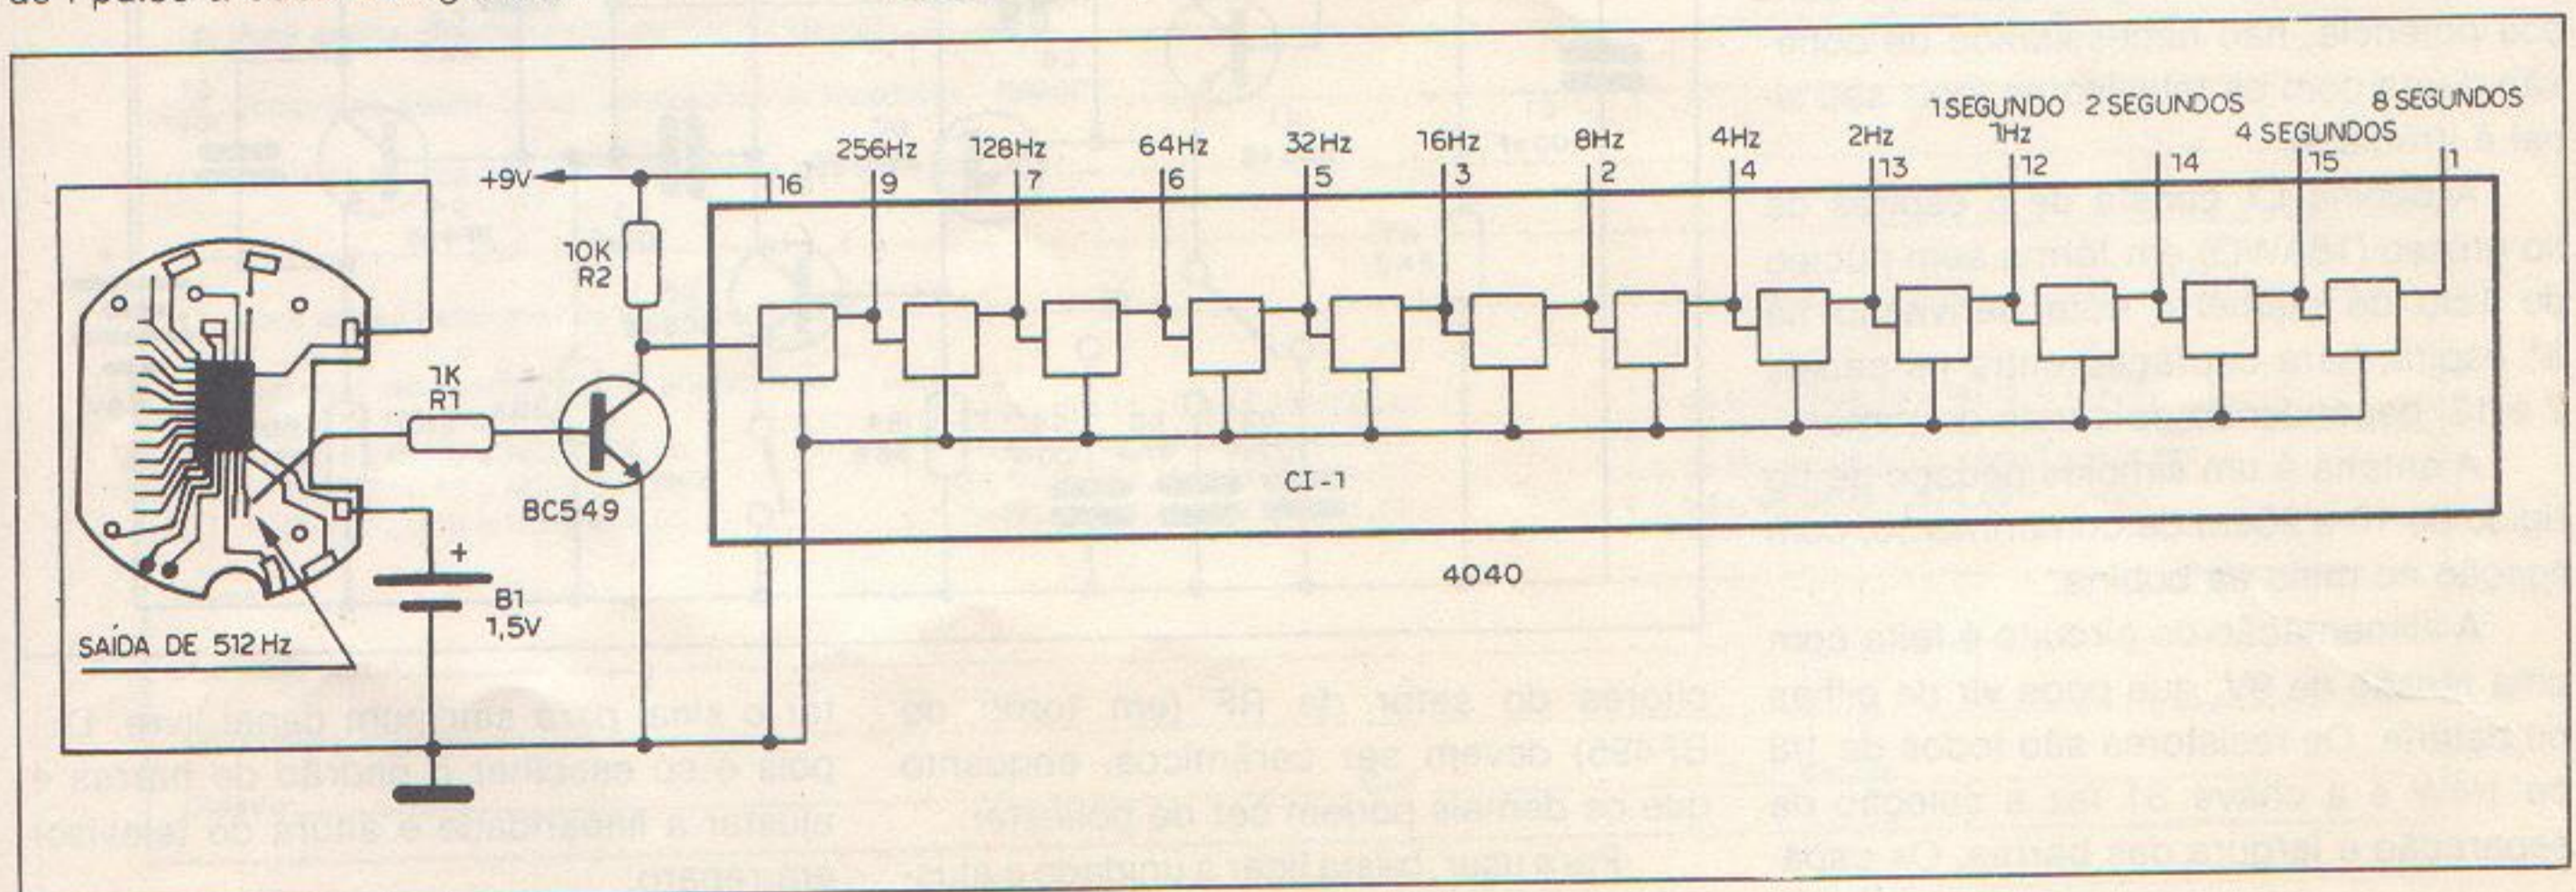 1 SEGUNDO 2 SEGUNDOS 8 SEGUNDOS
256Hz 128Hz 64Hz 32Hz 16Hz 8Hz 4Hz 2Hz 1Hz 4 SEGUNDOS
+9V 16 9 7 6 5 3 2 4 13 12 14 15 1
10K
R2
1K
R1
BC549
CI-1
4040
+
B1
1,5V
SAÍDA DE 512 Hz